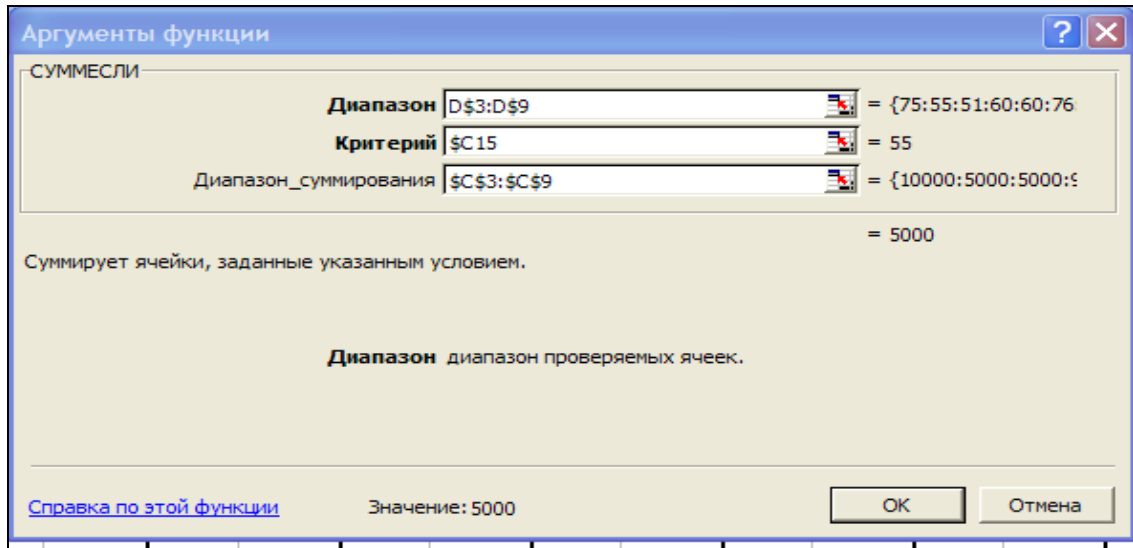 Аргументы функции
СУММЕСЛИ
Диапазон D$3:D$9 = {75:55:51:60:60:76
Критерий $C15 = 55
Диапазон_суммирования $C$3:$C$9 = {10000:5000:5000:9
= 5000
Суммирует ячейки, заданные указанным условием.
Диапазон диапазон проверяемых ячеек.
Справка по этой функции Значение: 5000 ОК Отмена